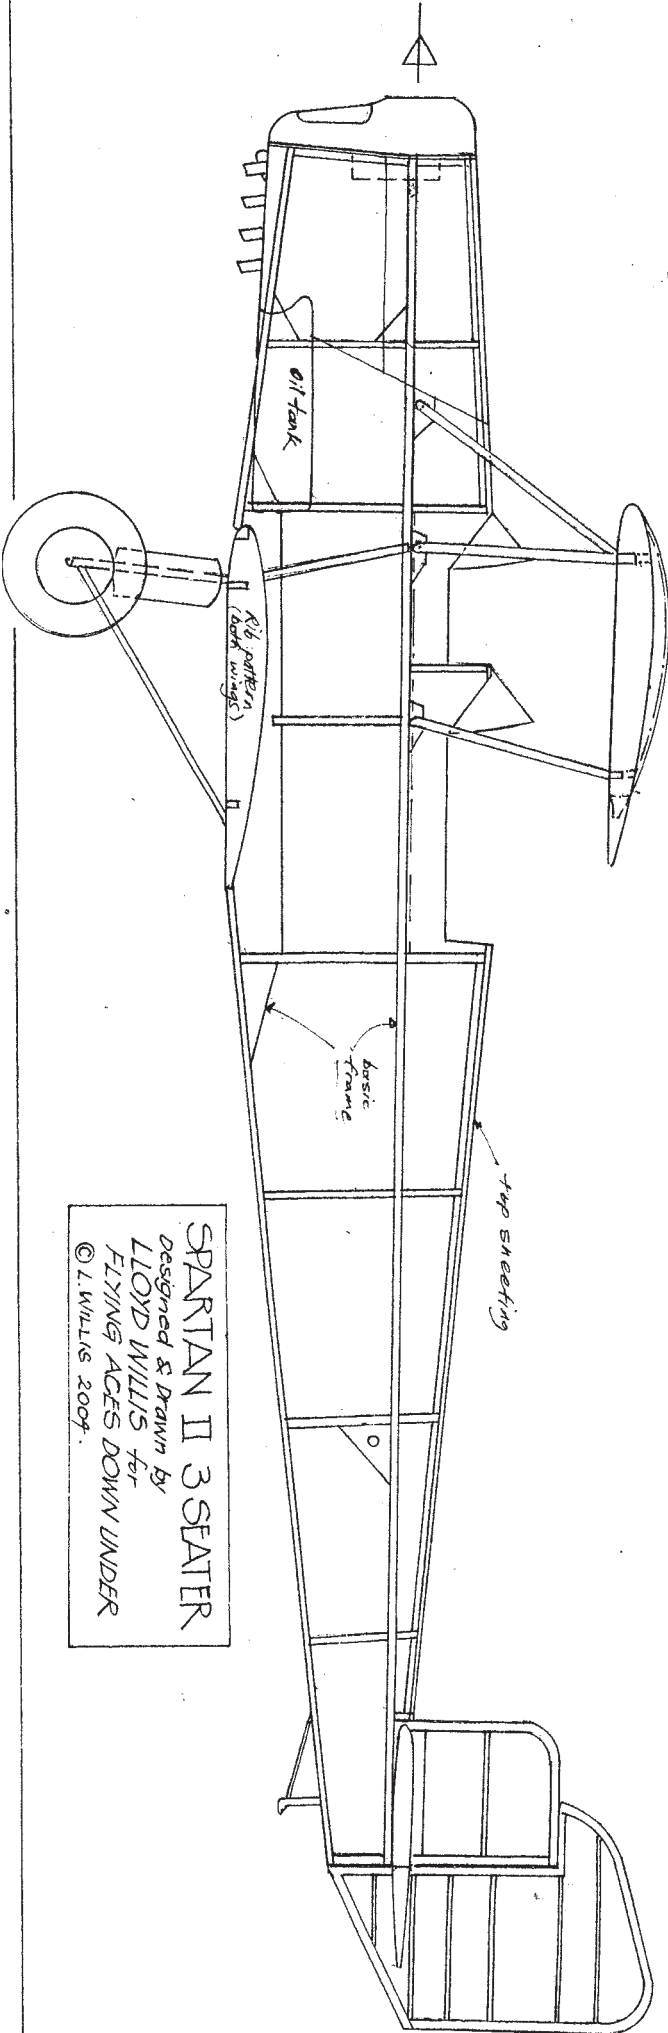 oil tank
Rib pattern
(both wings)
basic
frame
top sheeting
SPARTAN II 3 SEATER
Designed & Drawn by
LLOYD WILLIS for
FLYING ACES DOWN UNDER
© L. WILLIS 2004.